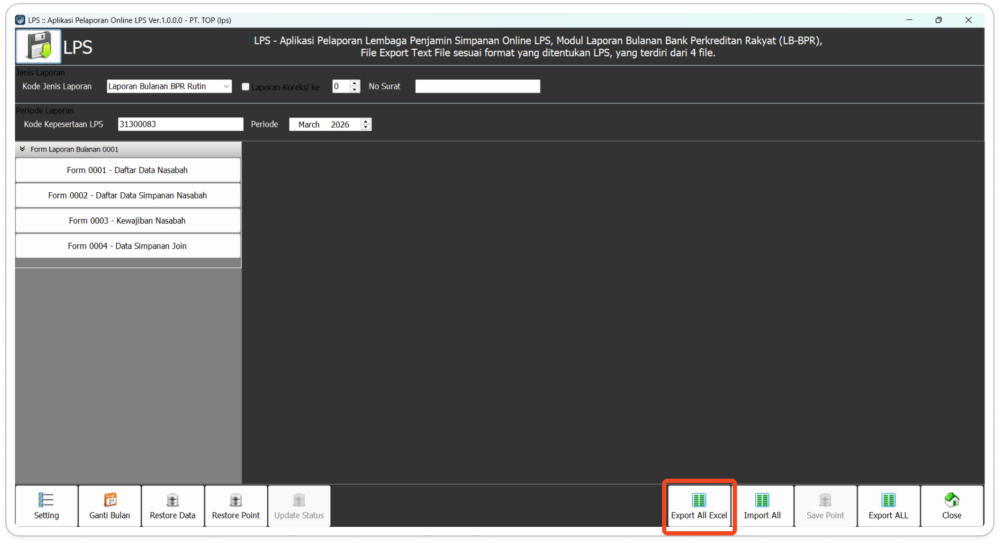 LPS :: Aplikasi Pelaporan Online LPS Ver.1.0.0.0 - PT. TOP (lps)
LPS
LPS - Aplikasi Pelaporan Lembaga Penjamin Simpanan Online LPS, Modul Laporan Bulanan Bank Perkreditan Rakyat (LB-BPR),
File Export Text File sesuai format yang ditentukan LPS, yang terdiri dari 4 file.
Jenis Laporan
Kode Jenis Laporan Laporan Bulanan BPR Rutin Laporan Koreksi ke 0 No Surat
Periode Laporan
Kode Kepesertaan LPS 31300083 Periode March 2026
Form Laporan Bulanan 0001
Form 0001 - Daftar Data Nasabah
Form 0002 - Daftar Data Simpanan Nasabah
Form 0003 - Kewajiban Nasabah
Form 0004 - Data Simpanan Join
21
Setting Ganti Bulan Restore Data Restore Point Update Status Export All Excel Import All Save Point Export ALL Close